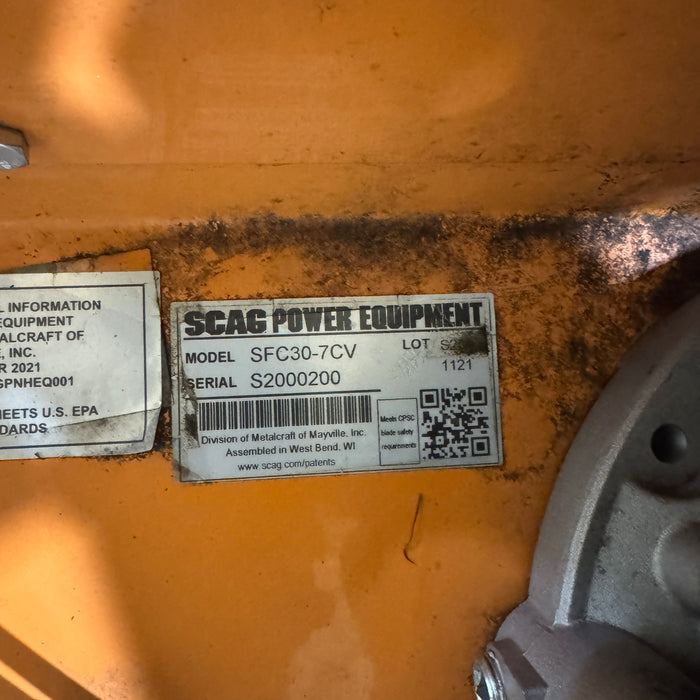 L INFORMATION
EQUIPMENT
ALCRAFT OF
, INC.
R 2021
GPNHEQ001
MEETS U.S. EPA
DARDS
SCAG POWER EQUIPMENT
MODEL SFC30-7CV LOT
1121
SERIAL S2000200
Meets CPSC
blade safety
requirements
Division of Metalcraft of Mayville, Inc.
Assembled in West Bend, WI
www.scag.com/patents